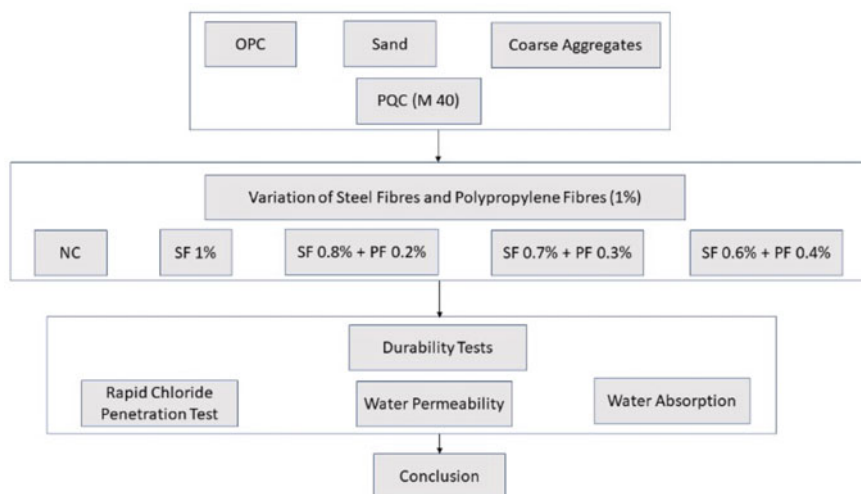 OPC
Sand
Coarse Aggregates
PQC (M 40)
Variation of Steel Fibres and Polypropylene Fibres (1%)
NC
SF 1%
SF 0.8% + PF 0.2%
SF 0.7% + PF 0.3%
SF 0.6% + PF 0.4%
Durability Tests
Rapid Chloride
Penetration Test
Water Permeability
Water Absorption
Conclusion